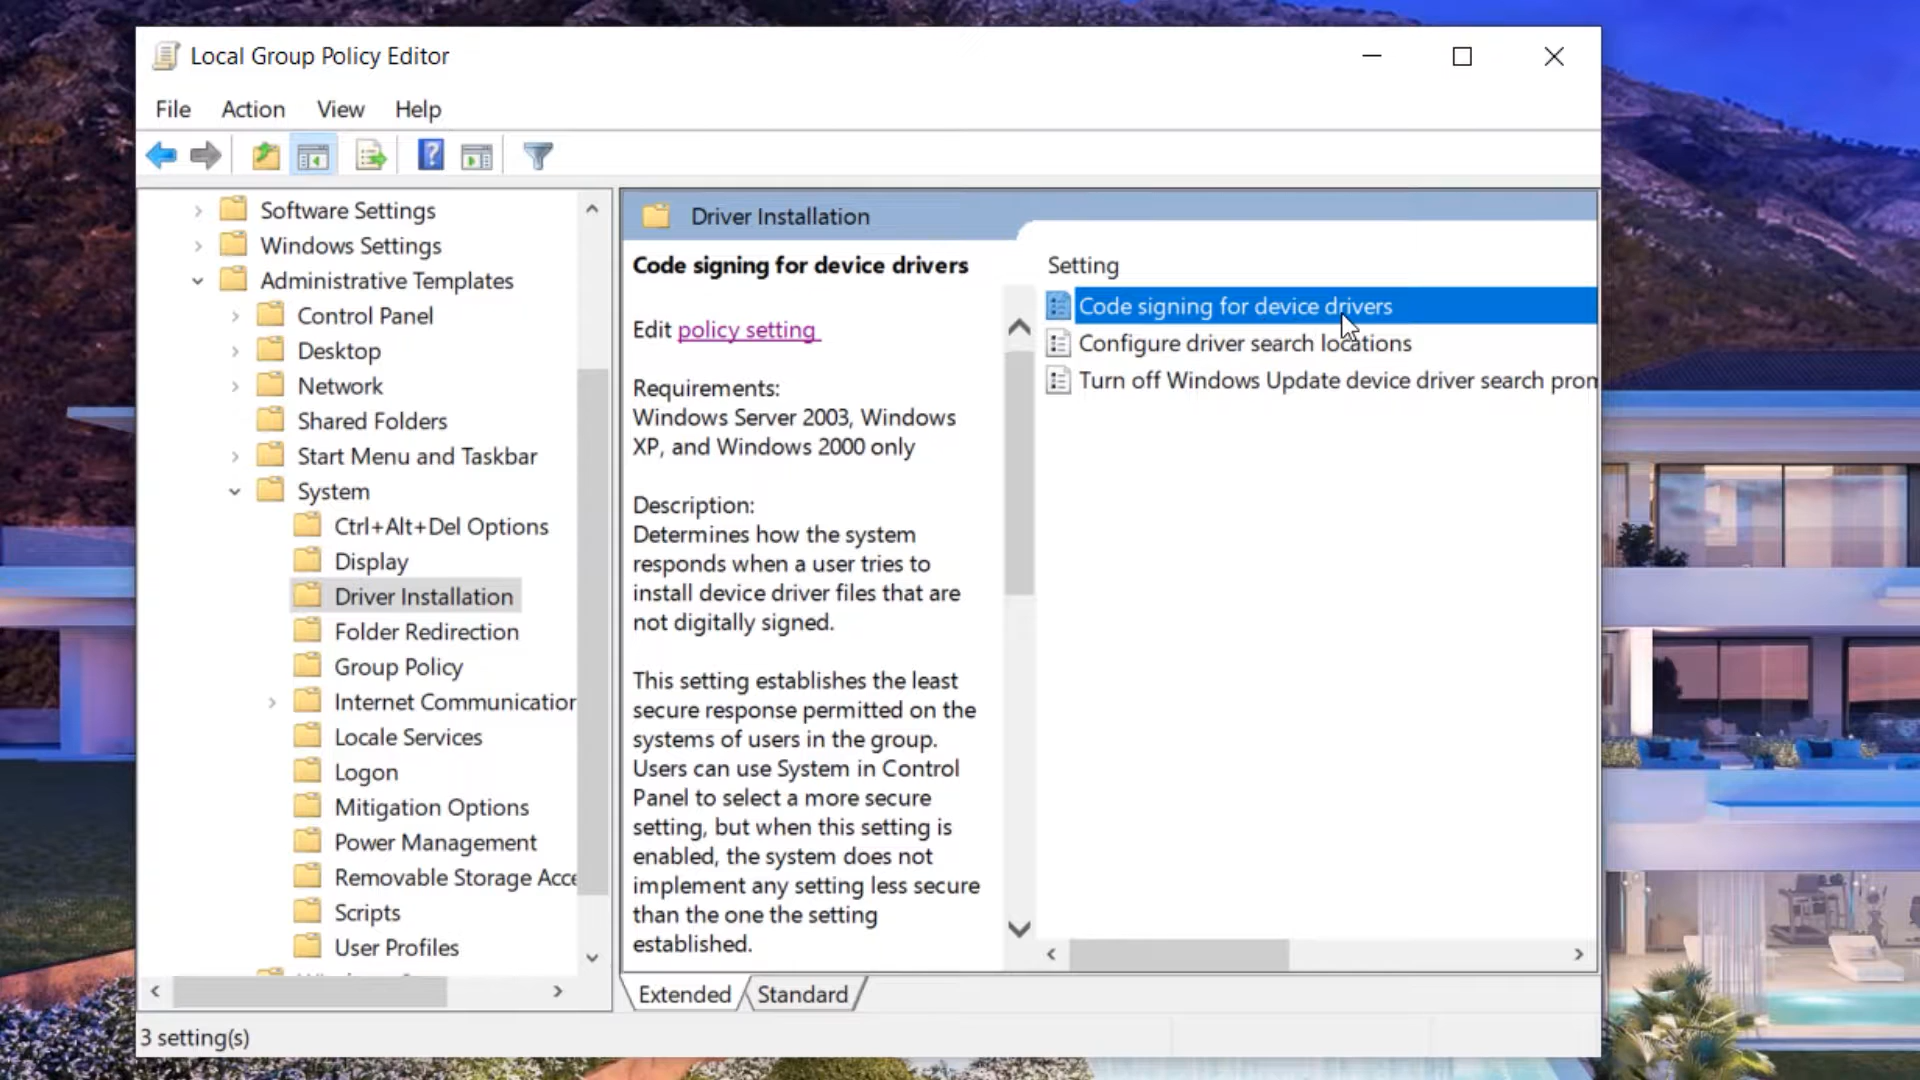 Local Group Policy Editor
File Action View Help
Software Settings
Windows Settings
Administrative Templates
Control Panel
Desktop
Network
Shared Folders
Start Menu and Taskbar
System
Ctrl+Alt+Del Options
Display
Driver Installation
Folder Redirection
Group Policy
Internet Communication
Locale Services
Logon
Mitigation Options
Power Management
Removable Storage Acce
Scripts
User Profiles
Driver Installation
Code signing for device drivers
Edit policy setting
Requirements:
Windows Server 2003, Windows
XP, and Windows 2000 only
Description:
Determines how the system
responds when a user tries to
install device driver files that are
not digitally signed.
This setting establishes the least
secure response permitted on the
systems of users in the group.
Users can use System in Control
Panel to select a more secure
setting, but when this setting is
enabled, the system does not
implement any setting less secure
than the one the setting
established.
Setting
Code signing for device drivers
Configure driver search locations
Turn off Windows Update device driver search prom
Extended Standard
3 setting(s)